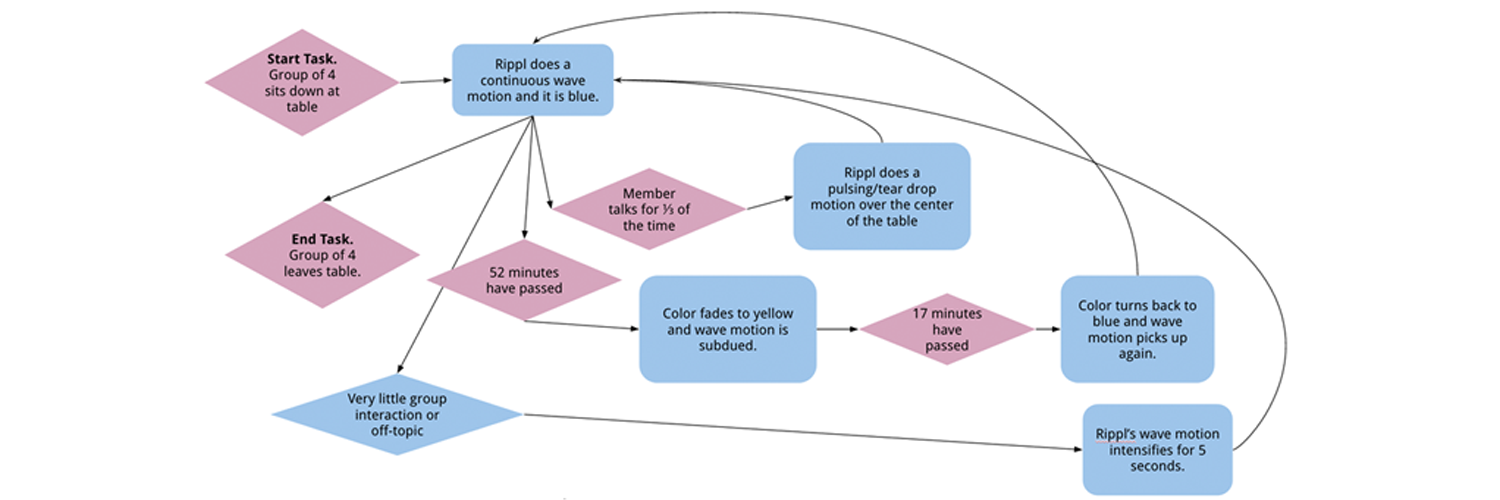 Start Task.
Group of 4
sits down at
table
Rippl does a
continuous wave
motion and it is blue.
End Task.
Group of 4
leaves table.
Member
talks for ⅓ of
the time
Rippl does a
pulsing/tear drop
motion over the center
of the table
52 minutes
have passed
Color fades to yellow
and wave motion is
subdued.
17 minutes
have
passed
Color turns back to
blue and wave
motion picks up
again.
Very little group
interaction or
off-topic
Rippl's wave motion
intensifies for 5
seconds.